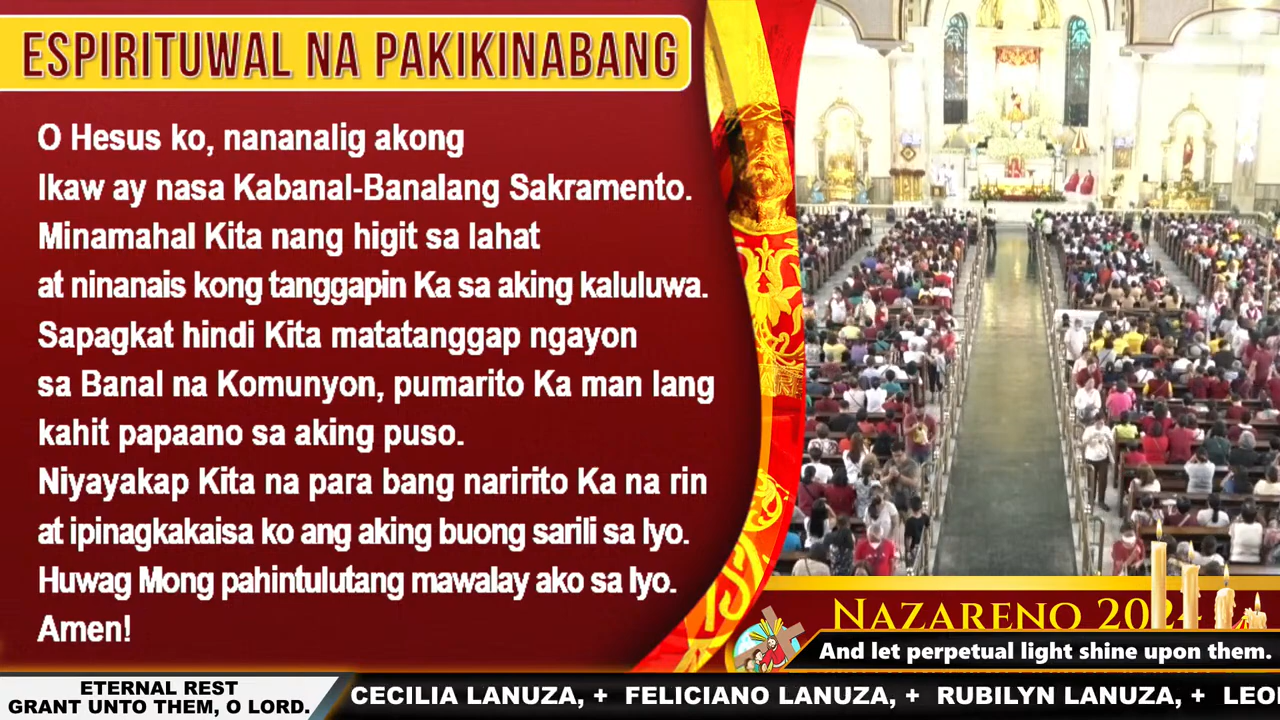 ESPIRITUWAL NA PAKIKINABANG
O Hesus ko, nananalig akong
Ikaw ay nasa Kabanal-Banalang Sakramento.
Minamahal Kita nang higit sa lahat
at ninanais kong tanggapin Ka sa aking kaluluwa.
Sapagkat hindi Kita matatanggap ngayon
sa Banal na Komunyon, pumarito Ka man lang
kahit papaano sa aking puso.
Niyayakap Kita na para bang naririto Ka na rin
at ipinagkakaisa ko ang aking buong sarili sa Iyo.
Huwag Mong pahintulutang mawalay ako sa Iyo.
Amen!
NAZARENO 2024
And let perpetual light shine upon them.
ETERNAL REST
GRANT UNTO THEM, O LORD.
CECILIA LANUZA, + FELICIANO LANUZA, + RUBILYN LANUZA, + LEO